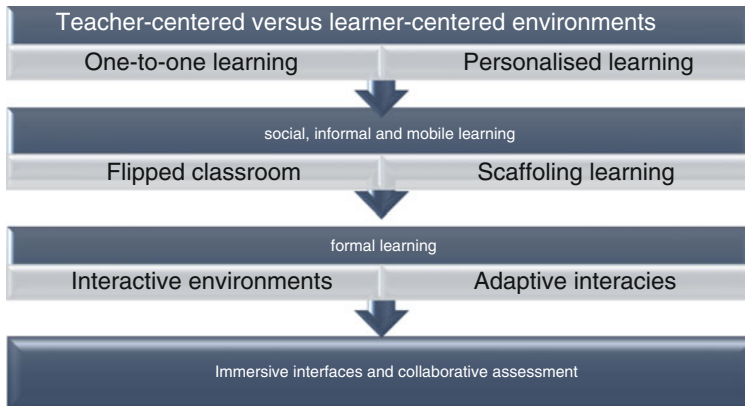 Teacher-centered versus learner-centered environments
One-to-one learning
Personalised learning
social, informal and mobile learning
Flipped classroom
Scaffoling learning
formal learning
Interactive environments
Adaptive interacies
Immersive interfaces and collaborative assessment